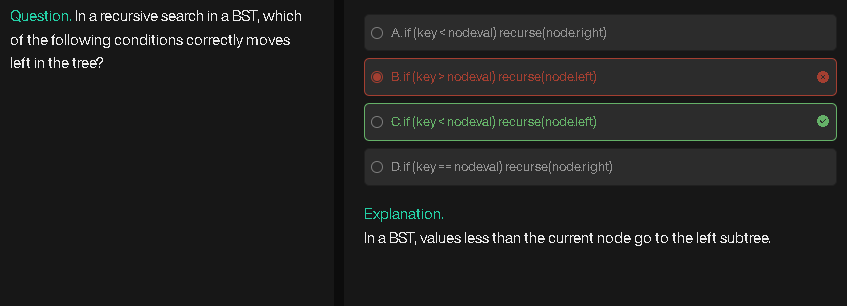 Question. In a recursive search in a BST, which
of the following conditions correctly moves
left in the tree?
A. if (key < node.val) recurse(node.right)
B. if (key > node.val) recurse(node.left)
C. if (key < node.val) recurse(node.left)
D. if (key == node.val) recurse(node.right)
Explanation.
In a BST, values less than the current node go to the left subtree.